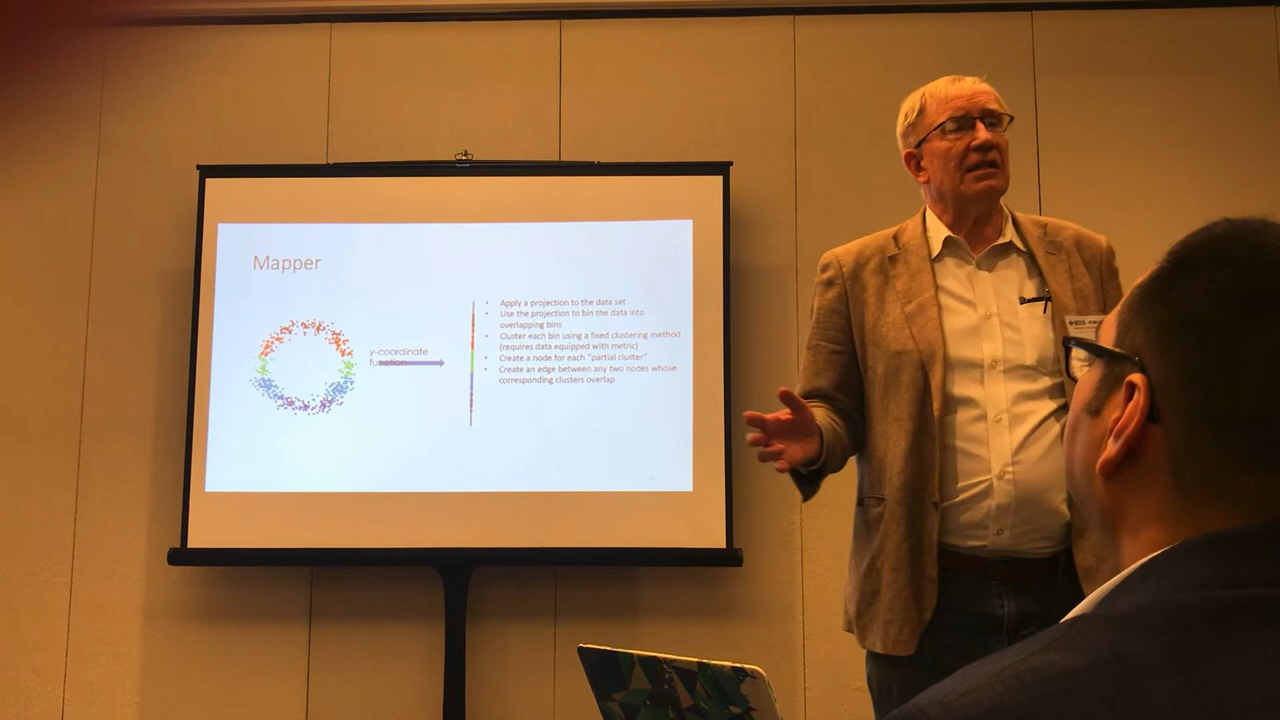 Mapper
y-coordinate
function
• Apply a projection to the data set
• Use the projection to bin the data into
overlapping bins
• Cluster each bin using a fixed clustering method
(requires data equipped with metric)
• Create a node for each "partial cluster"
• Create an edge between any two nodes whose
corresponding clusters overlap